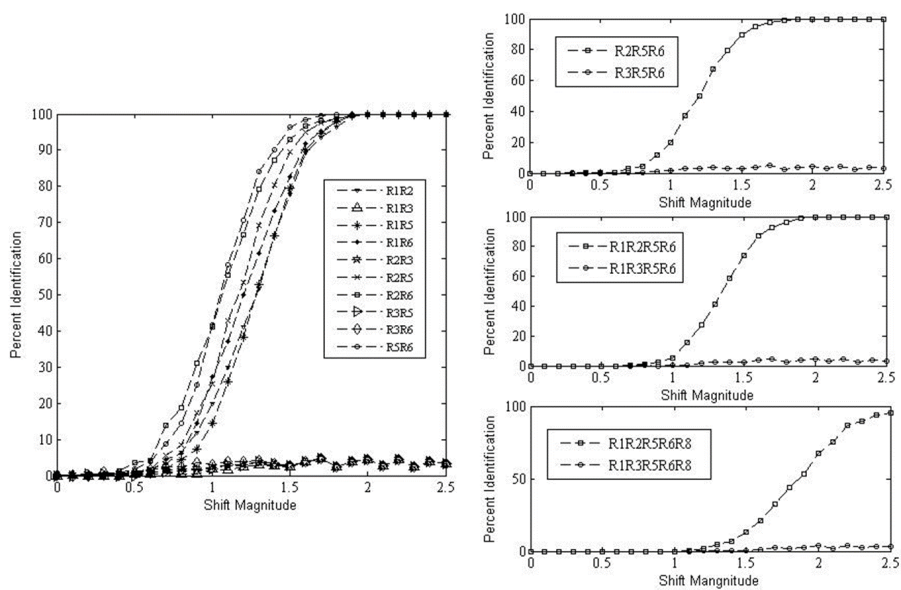 100
90
80
70
60
50
40
30
20
10
0
Percent Identification
R1R2
R1R3
R1R5
R1R6
R2R3
R2R5
R2R6
R3R5
R3R6
R5R6
0 0.5 1 1.5 2 2.5
Shift Magnitude
100
80
60
40
20
0
Percent Identification
R2R5R6
R3R5R6
0 0.5 1 1.5 2 2.5
Shift Magnitude
100
80
60
40
20
0
Percent Identification
R1R2R5R6
R1R3R5R6
0 0.5 1 1.5 2 2.5
Shift Magnitude
100
50
0
Percent Identification
R1R2R5R6R8
R1R3R5R6R8
0 0.5 1 1.5 2 2.5
Shift Mangnitude